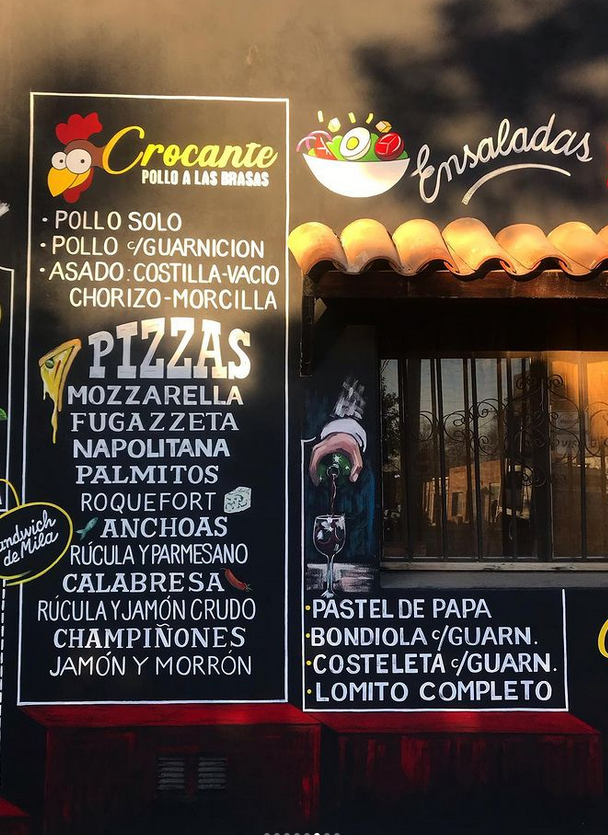 Crocante
POLLO A LAS BRASAS
· POLLO SOLO
· POLLO c/GUARNICION
· ASADO: COSTILLA-VACIO
CHORIZO-MORCILLA
PIZZAS
MOZZARELLA
FUGAZZETA
NAPOLITANA
PALMITOS
ROQUEFORT
ANCHOAS
RÚCULA Y PARMESANO
CALABRESA
RÚCULA Y JAMÓN CRUDO
CHAMPIÑONES
JAMÓN Y MORRÓN
de Mila
Ensaladas
· PASTEL DE PAPA
· BONDIOLA c/GUARN.
· COSTELETA c/GUARN.
· LOMITO COMPLETO